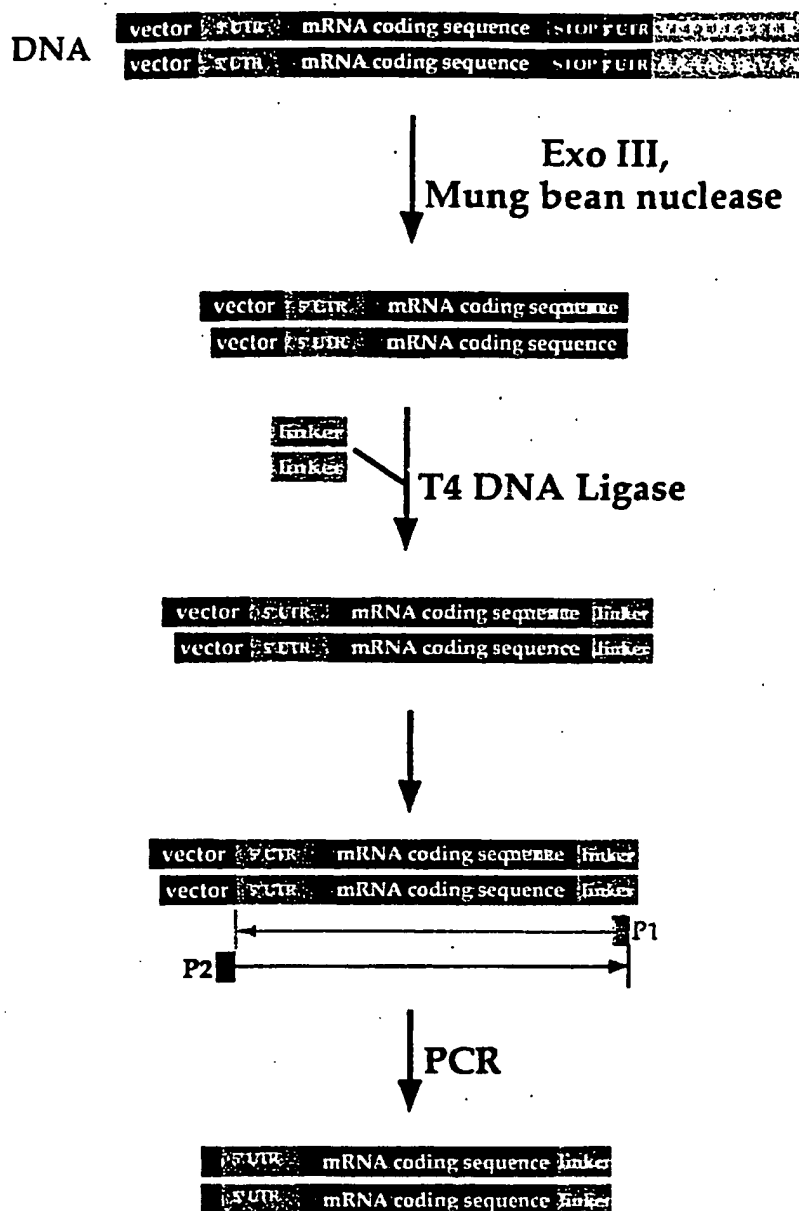 vector 5'UTR mRNA coding sequence STOP 3'UTR
DNA
vector 5'UTR mRNA coding sequence STOP 3'UTR
Exo III,
Mung bean nuclease
vector 5'UTR mRNA coding sequence
vector 5'UTR mRNA coding sequence
linker
linker
T4 DNA Ligase
vector 5'UTR mRNA coding sequence linker
vector 5'UTR mRNA coding sequence linker
vector 5'UTR mRNA coding sequence linker
vector 5'UTR mRNA coding sequence linker
P1
P2
PCR
5'UTR mRNA coding sequence linker
5'UTR mRNA coding sequence linker